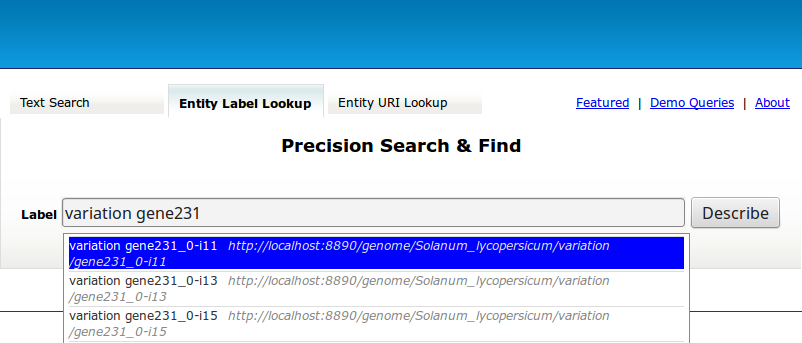 Text Search
Entity Label Lookup
Entity URI Lookup
Featured | Demo Queries | About
Precision Search & Find
Label variation gene231 Describe
variation gene231_0-i11 http://localhost:8890/genome/Solanum_lycopersicum/variation
/gene231_0-i11
variation gene231_0-i13 http://localhost:8890/genome/Solanum_lycopersicum/variation
/gene231_0-i13
variation gene231_0-i15 http://localhost:8890/genome/Solanum_lycopersicum/variation
/gene231_0-i15